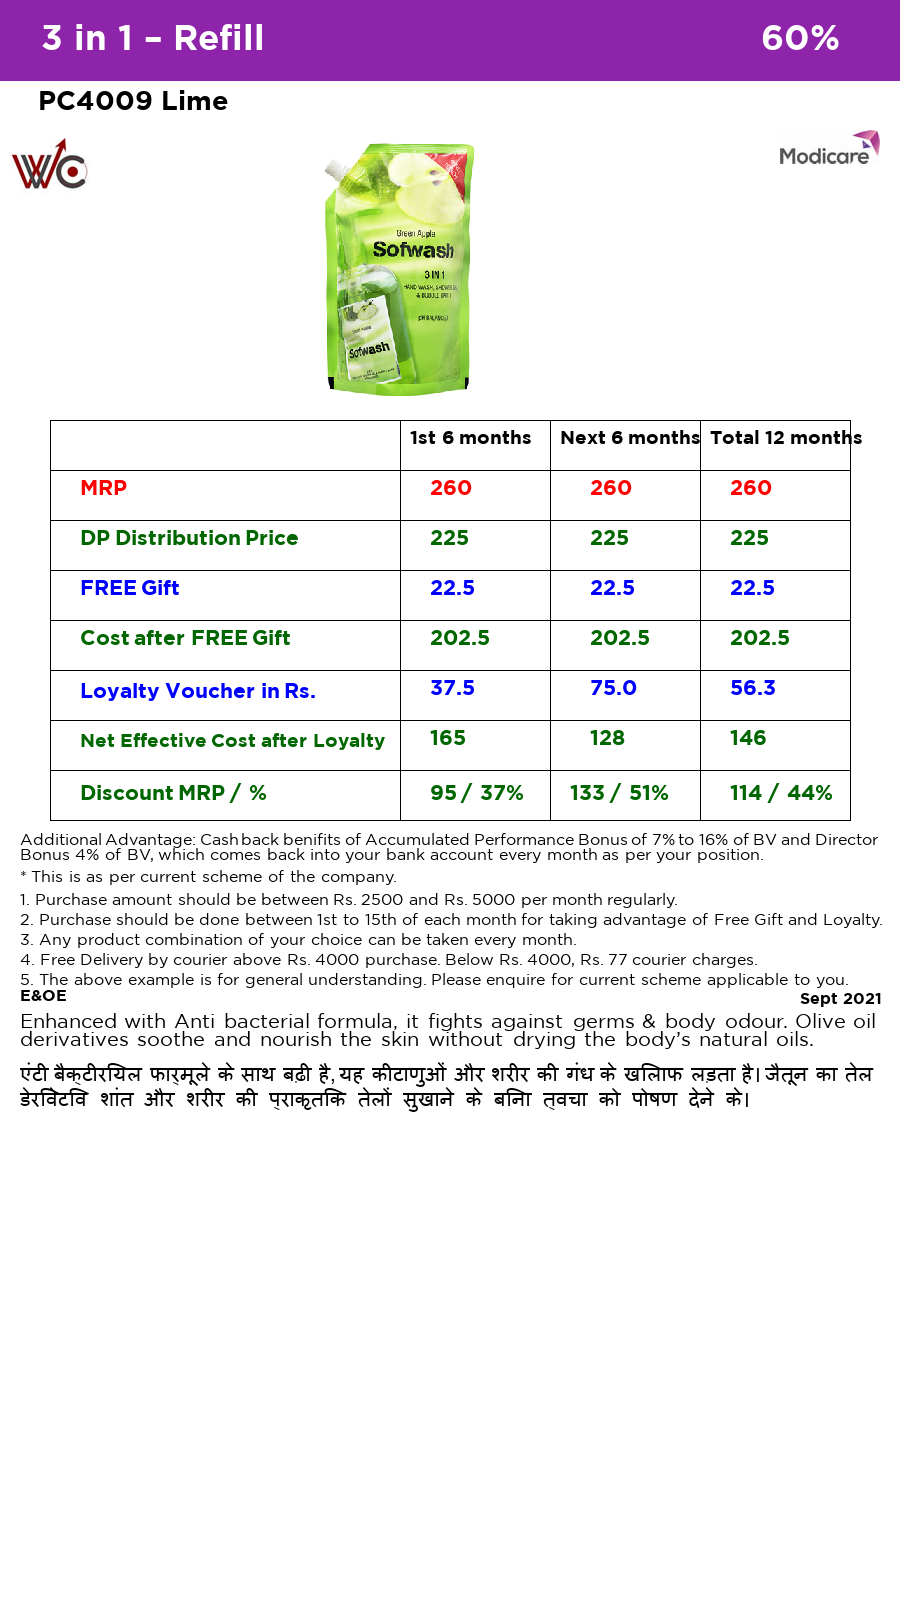 3 in 1 – Refill 60%
PC4009 Lime
WC
Modicare
Green Apple
Sofwash
3 IN 1
HAND WASH, SHOWER GEL
& BUBBLE BATH
pH BALANCED
Sofwash
1st 6 months Next 6 months Total 12 months
MRP 260 260 260
DP Distribution Price 225 225 225
FREE Gift 22.5 22.5 22.5
Cost after FREE Gift 202.5 202.5 202.5
Loyalty Voucher in Rs. 37.5 75.0 56.3
Net Effective Cost after Loyalty 165 128 146
Discount MRP / % 95 / 37% 133 / 51% 114 / 44%
Additional Advantage: Cashback benifits of Accumulated Performance Bonus of 7% to 16% of BV and Director
Bonus 4% of BV, which comes back into your bank account every month as per your position.
* This is as per current scheme of the company.
1. Purchase amount should be between Rs. 2500 and Rs. 5000 per month regularly.
2. Purchase should be done between 1st to 15th of each month for taking advantage of Free Gift and Loyalty.
3. Any product combination of your choice can be taken every month.
4. Free Delivery by courier above Rs. 4000 purchase. Below Rs. 4000, Rs. 77 courier charges.
5. The above example is for general understanding. Please enquire for current scheme applicable to you.
E&OE Sept 2021
Enhanced with Anti bacterial formula, it fights against germs & body odour. Olive oil
derivatives soothe and nourish the skin without drying the body’s natural oils.
एंटी बैक्टीरियल फार्मूले के साथ बढ़ी है, यह कीटाणुओं और शरीर की गंध के खिलाफ लड़ता है। जैतून का तेल
डेरिवेटिव शांत और शरीर की प्राकृतिक तेलों सुखाने के बिना त्वचा को पोषण देने के।